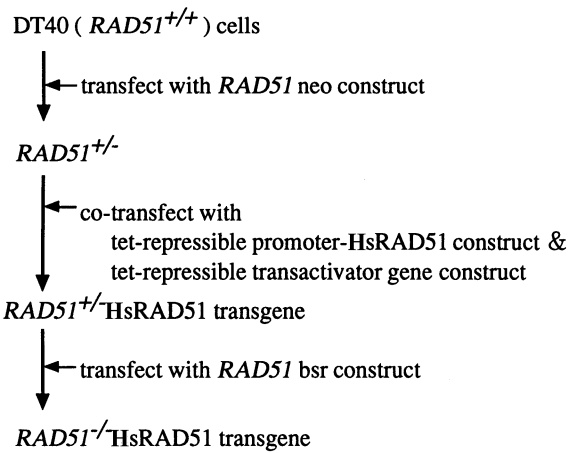 DT40 ( RAD51+/+ ) cells
transfect with RAD51 neo construct
RAD51+/-
co-transfect with
tet-repressible promoter-HsRAD51 construct &
tet-repressible transactivator gene construct
RAD51+/-HsRAD51 transgene
transfect with RAD51 bsr construct
RAD51-/-HsRAD51 transgene